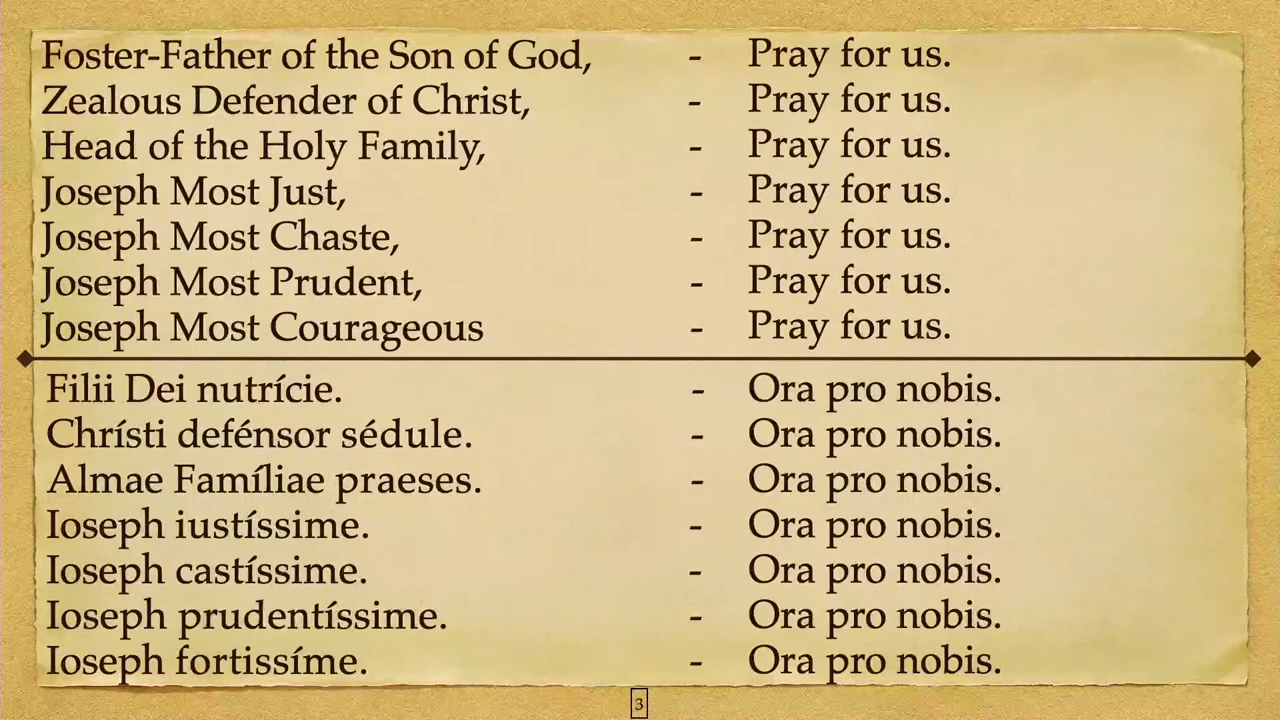 Foster-Father of the Son of God, - Pray for us.
Zealous Defender of Christ, - Pray for us.
Head of the Holy Family, - Pray for us.
Joseph Most Just, - Pray for us.
Joseph Most Chaste, - Pray for us.
Joseph Most Prudent, - Pray for us.
Joseph Most Courageous - Pray for us.
Filii Dei nutrície. - Ora pro nobis.
Chrísti defénsor sédule. - Ora pro nobis.
Almae Famíliae praeses. - Ora pro nobis.
Ioseph iustíssime. - Ora pro nobis.
Ioseph castíssime. - Ora pro nobis.
Ioseph prudentíssime. - Ora pro nobis.
Ioseph fortissíme. - Ora pro nobis.
3